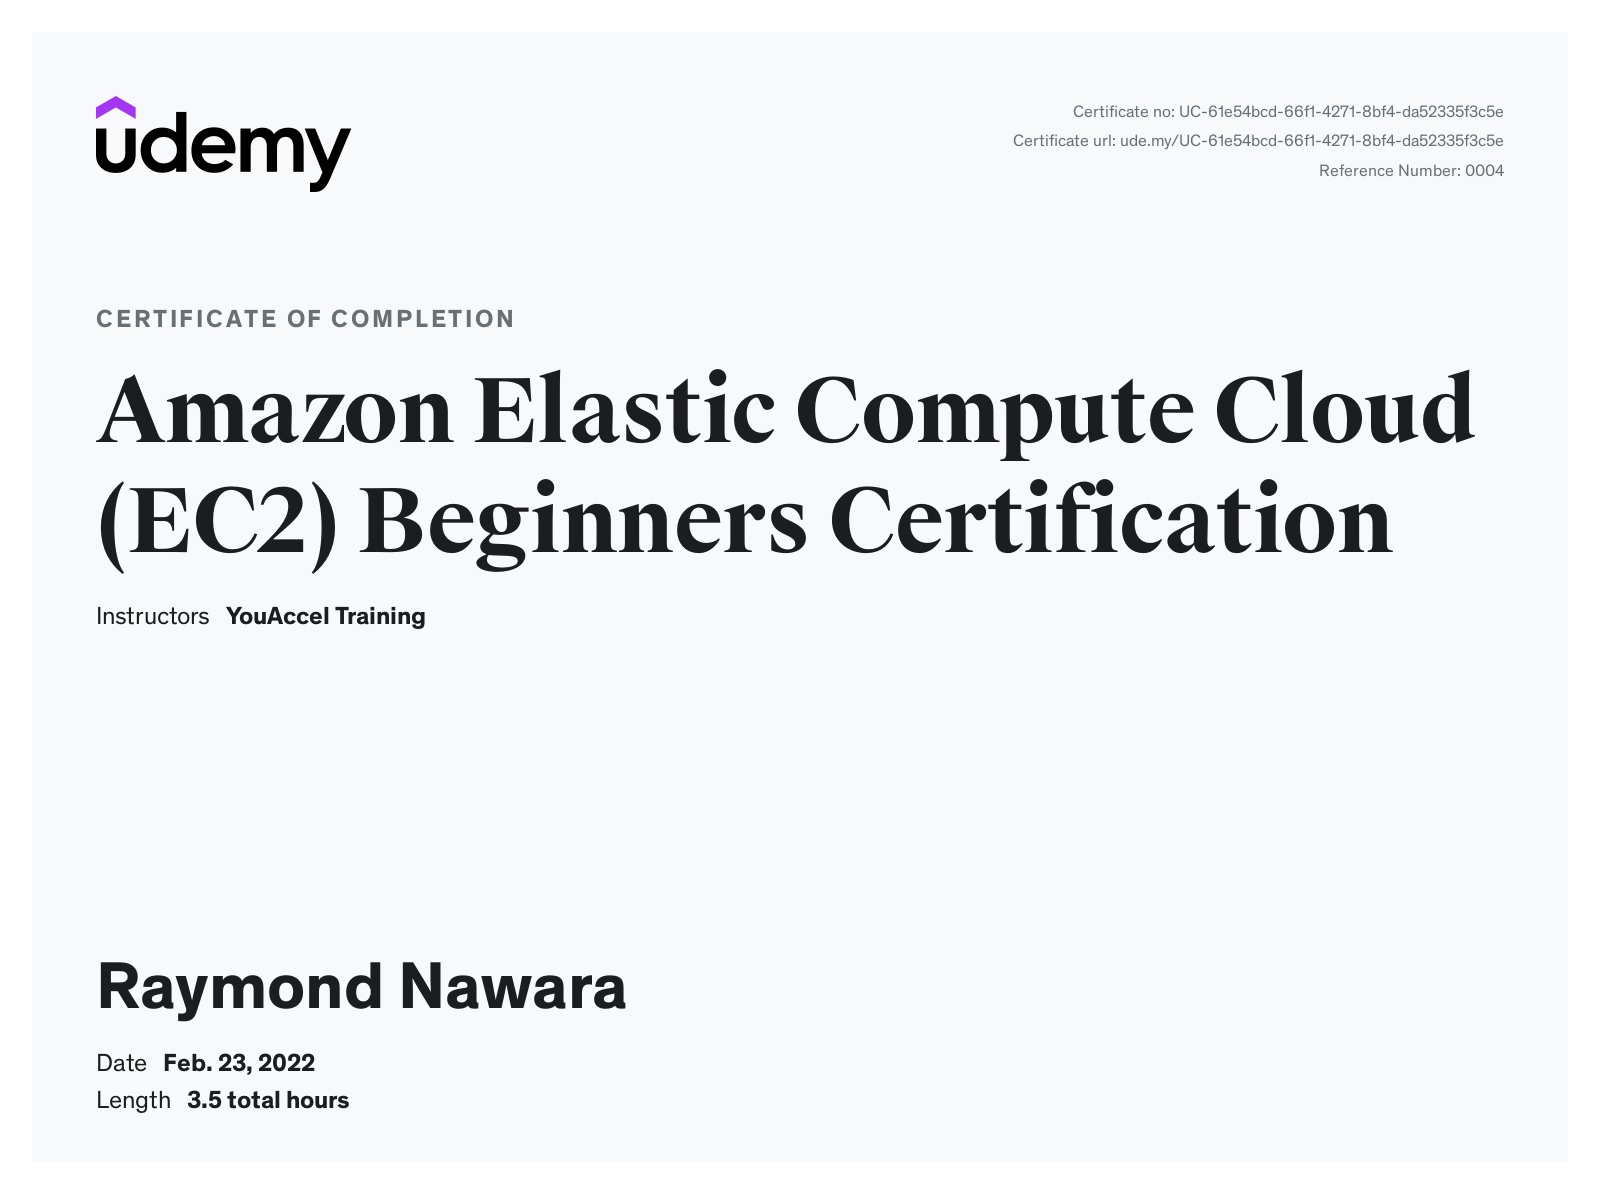 udemy
Certificate no: UC-61e54bcd-66f1-4271-8bf4-da52335f3c5e
Certificate url: ude.my/UC-61e54bcd-66f1-4271-8bf4-da52335f3c5e
Reference Number: 0004
CERTIFICATE OF COMPLETION
Amazon Elastic Compute Cloud
(EC2) Beginners Certification
Instructors YouAccel Training
Raymond Nawara
Date Feb. 23, 2022
Length 3.5 total hours